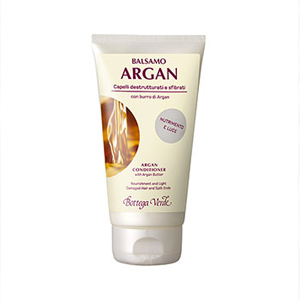 BALSAMO
ARGAN
Capelli destrutturati e sfibrati
con burro di Argan
NUTRIMENTO
E LUCE
ARGAN
CONDITIONER
with Argan Butter
Nourishment and Light
Damaged Hair and Split Ends
Bottega Verde